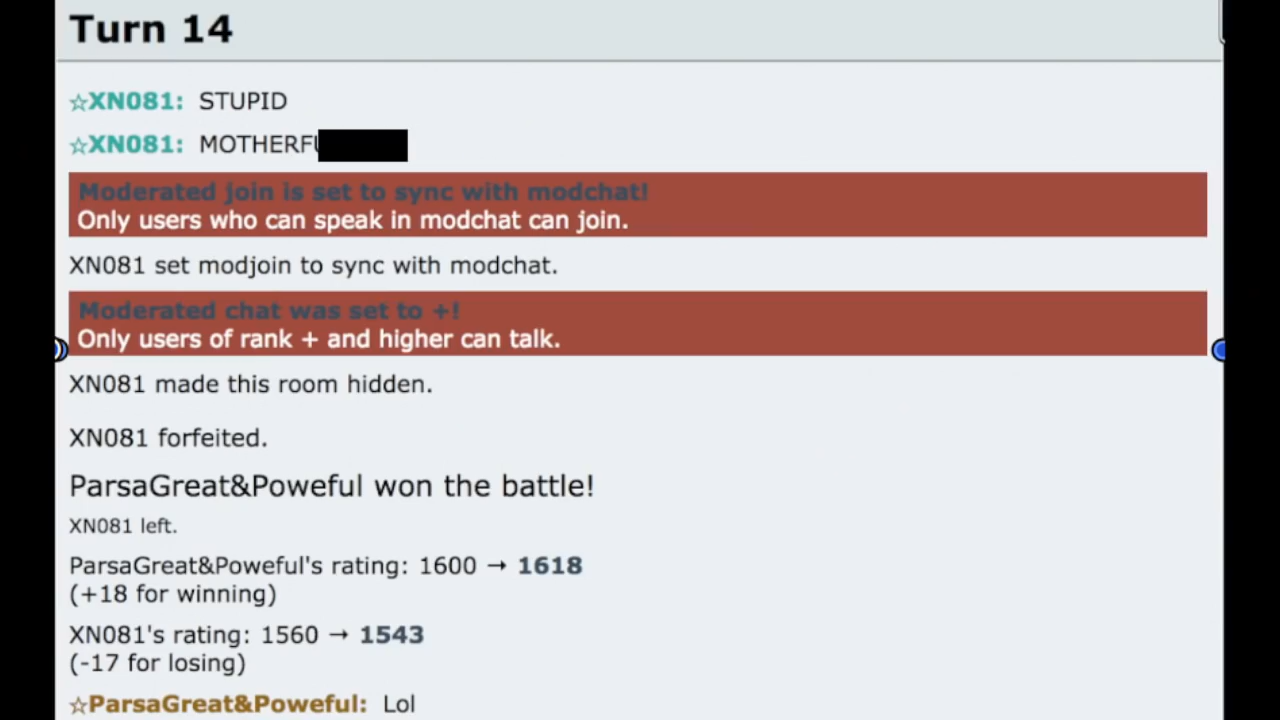 Turn 14
☆XN081: STUPID
☆XN081: MOTHERFU
Moderated join is set to sync with modchat!
Only users who can speak in modchat can join.
XN081 set modjoin to sync with modchat.
Moderated chat was set to +!
Only users of rank + and higher can talk.
XN081 made this room hidden.
XN081 forfeited.
ParsaGreat&Poweful won the battle!
XN081 left.
ParsaGreat&Poweful's rating: 1600 → 1618
(+18 for winning)
XN081's rating: 1560 → 1543
(-17 for losing)
☆ParsaGreat&Poweful: Lol